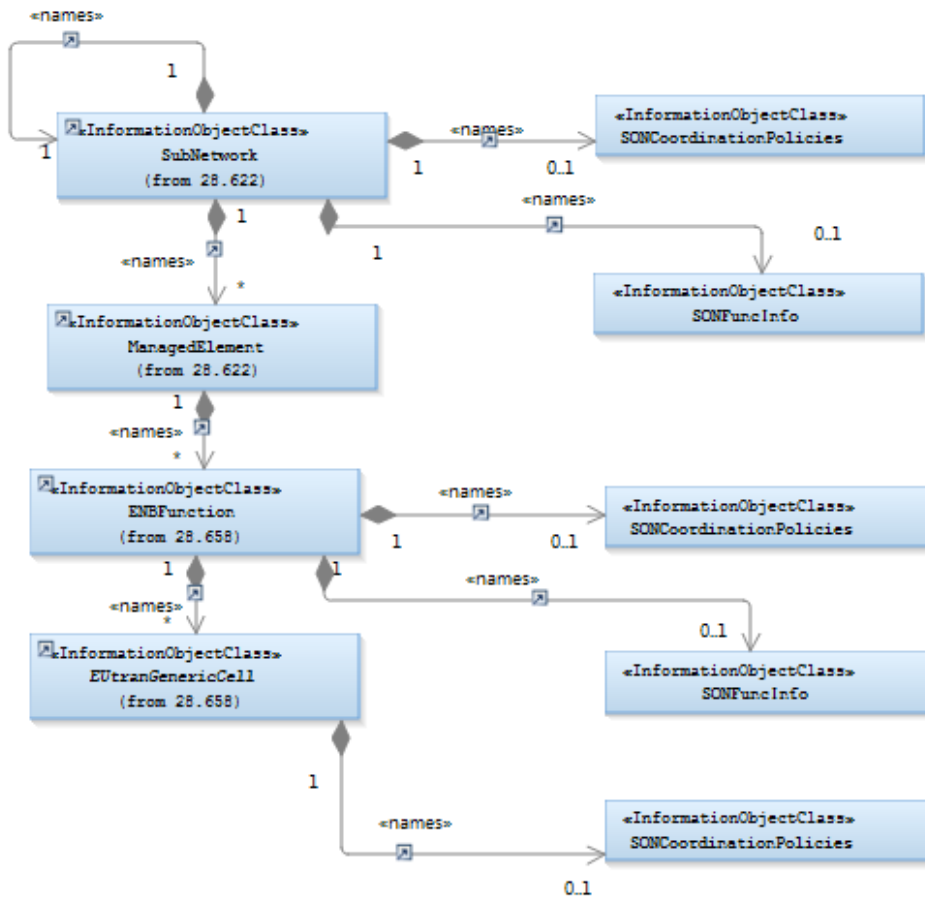 «names»
1
1
«InformationObjectClass»
SubNetwork
(from 28.622)
«names»
1
0..1
«InformationObjectClass»
SONCoordinationPolicies
1
«names»
*
«names»
1
0..1
«InformationObjectClass»
SONFuncInfo
«InformationObjectClass»
ManagedElement
(from 28.622)
1
«names»
*
«InformationObjectClass»
ENBFunction
(from 28.658)
«names»
1
0..1
«InformationObjectClass»
SONCoordinationPolicies
1
«names»
*
1
«names»
0..1
«InformationObjectClass»
SONFuncInfo
«InformationObjectClass»
EUtranGenericCell
(from 28.658)
1
«names»
0..1
«InformationObjectClass»
SONCoordinationPolicies